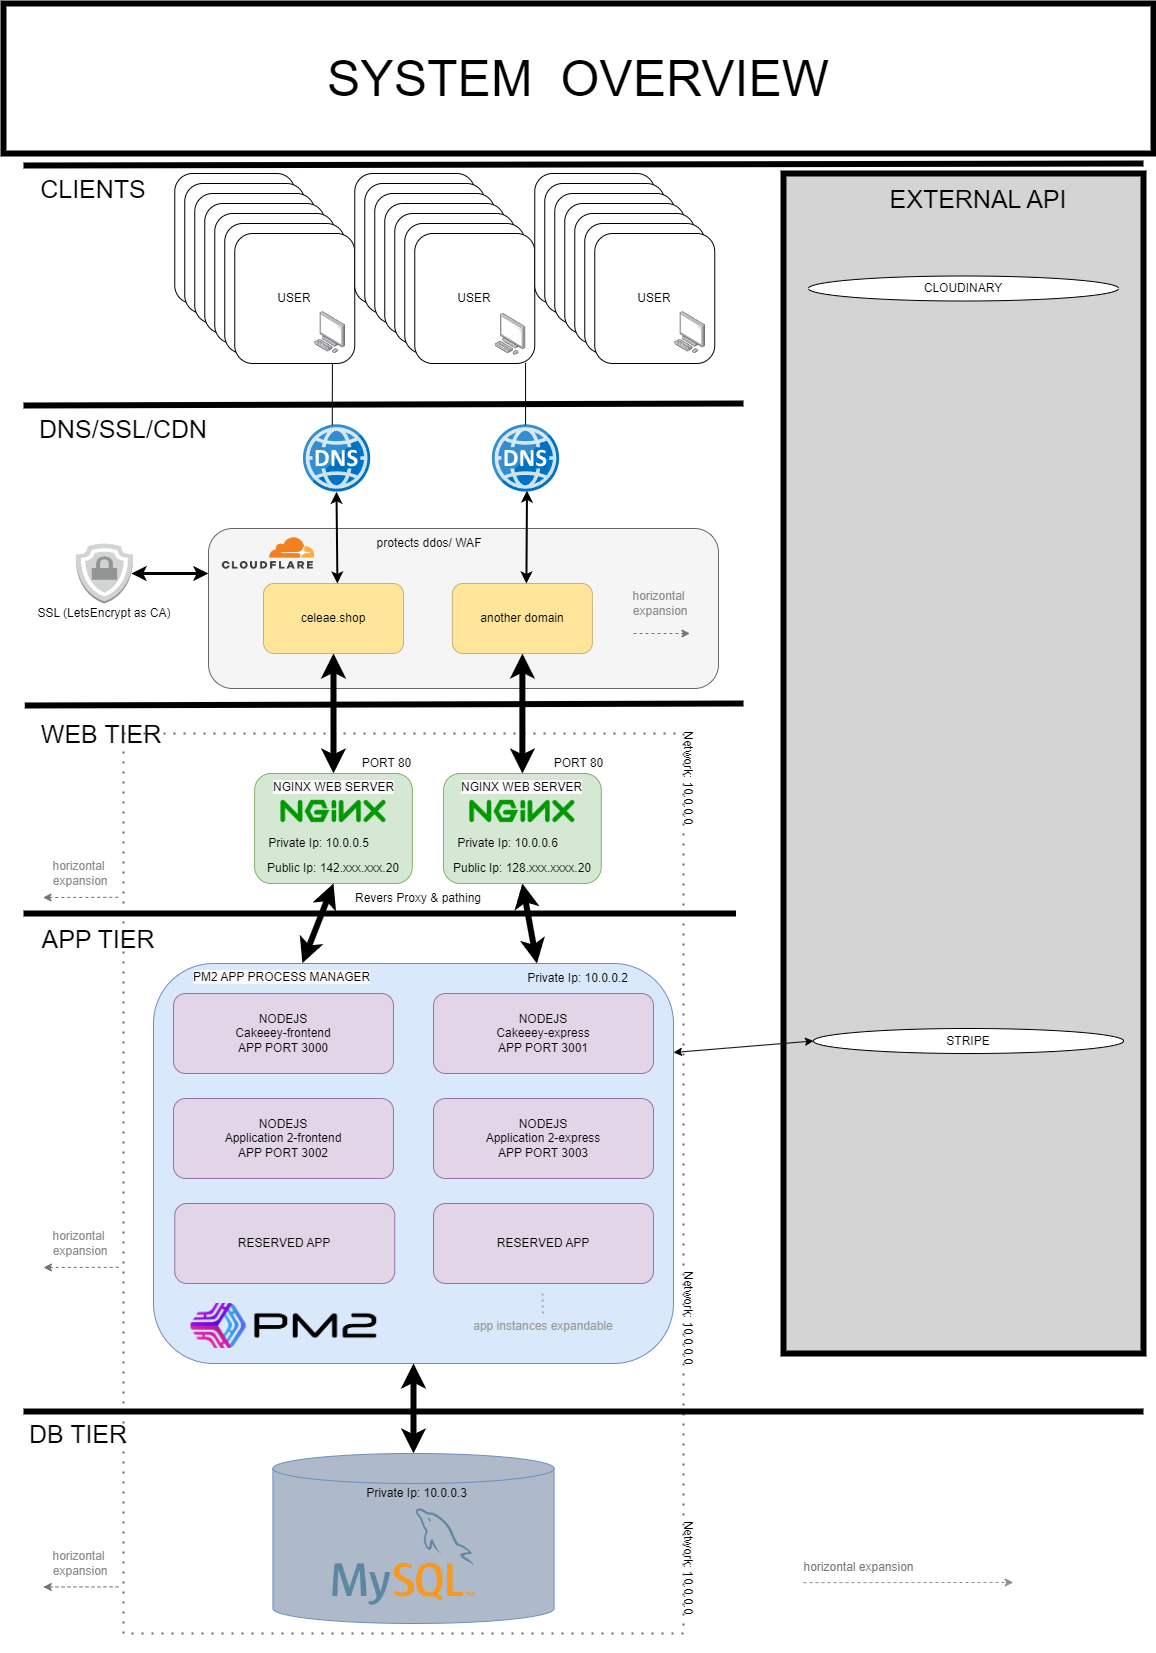 SYSTEM OVERVIEW
CLIENTS
EXTERNAL API
USER
USER
USER
CLOUDINARY
DNS/SSL/CDN
DNS
DNS
CLOUDFLARE
protects ddos/ WAF
SSL (LetsEncrypt as CA)
celeae.shop
another domain
horizontal
expansion
WEB TIER
Network: 10.0.0.0
PORT 80
PORT 80
NGINX WEB SERVER
NGINX
Private Ip: 10.0.0.5
Public Ip: 142.xxx.xxx.20
NGINX WEB SERVER
NGINX
Private Ip: 10.0.0.6
Public Ip: 128.xxx.xxxx.20
horizontal
expansion
Revers Proxy & pathing
APP TIER
PM2 APP PROCESS MANAGER
Private Ip: 10.0.0.2
NODEJS
Cakeeey-frontend
APP PORT 3000
NODEJS
Cakeeey-express
APP PORT 3001
STRIPE
NODEJS
Application 2-frontend
APP PORT 3002
NODEJS
Application 2-express
APP PORT 3003
RESERVED APP
RESERVED APP
horizontal
expansion
Network: 10.0.0.0
PM2
app instances expandable
DB TIER
Private Ip: 10.0.0.3
MySQL
TM
Network: 10.0.0.0
horizontal
expansion
horizontal expansion